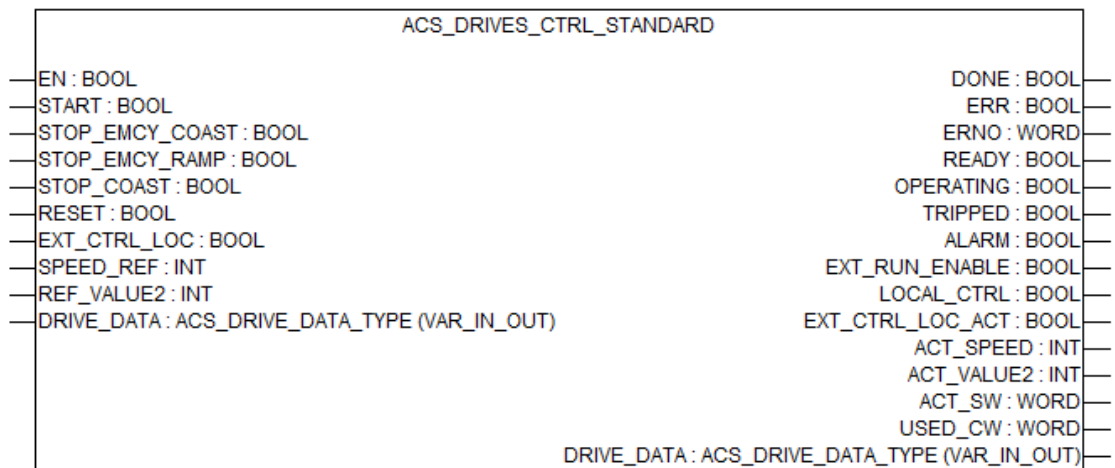 ACS_DRIVES_CTRL_STANDARD
EN : BOOL
START : BOOL
STOP_EMCY_COAST : BOOL
STOP_EMCY_RAMP : BOOL
STOP_COAST : BOOL
RESET : BOOL
EXT_CTRL_LOC : BOOL
SPEED_REF : INT
REF_VALUE2 : INT
DRIVE_DATA : ACS_DRIVE_DATA_TYPE (VAR_IN_OUT)
DONE : BOOL
ERR : BOOL
ERNO : WORD
READY : BOOL
OPERATING : BOOL
TRIPPED : BOOL
ALARM : BOOL
EXT_RUN_ENABLE : BOOL
LOCAL_CTRL : BOOL
EXT_CTRL_LOC_ACT : BOOL
ACT_SPEED : INT
ACT_VALUE2 : INT
ACT_SW : WORD
USED_CW : WORD
DRIVE_DATA : ACS_DRIVE_DATA_TYPE (VAR_IN_OUT)